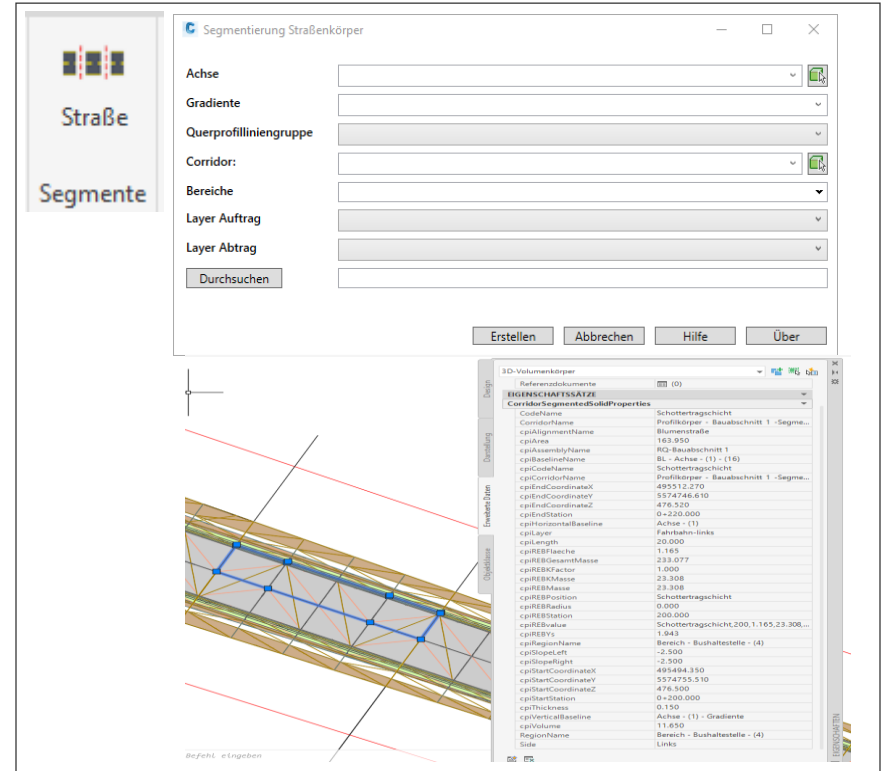 Straße
Segmente
Segmentierung Straßenkörper
Achse
Gradiente
Querprofilliniengruppe
Corridor:
Bereiche
Layer Auftrag
Layer Abtrag
Durchsuchen
Erstellen Abbrechen Hilfe Über
Design
Darstellung
Erweiterte Daten
Objektklasse
3D-Volumenkörper
Referenzdokumente (0)
EIGENSCHAFTSSÄTZE
CorridorSegmentedSolidProperties
CodeName Schottertragschicht
CorridorName Profilkörper - Bauabschnitt 1 -Segme...
cpiAlignmentName Blumenstraße
cpiArea 163.950
cpiAssemblyName RQ-Bauabschnitt 1
cpiBaselineName BL - Achse - (1) - (16)
cpiCodeName Schottertragschicht
cpiCorridorName Profilkörper - Bauabschnitt 1 -Segme...
cpiEndCoordinateX 495512.270
cpiEndCoordinateY 5574746.610
cpiEndCoordinateZ 476.520
cpiEndStation 0+220.000
cpiHorizontalBaseline Achse - (1)
cpiLayer Fahrbahn-links
cpiLength 20.000
cpiREBFlaeche 1.165
cpiREBGesamtMasse 233.077
cpiREBKFactor 1.000
cpiREBKMasse 23.308
cpiREBMasse 23.308
cpiREBPosition Schottertragschicht
cpiREBRadius 0.000
cpiREBStation 200.000
cpiREBvalue Schottertragschicht,200,1.165,23.308,...
cpiREBYs 1.943
cpiRegionName Bereich - Bushaltestelle - (4)
cpiSlopeLeft -2.500
cpiSlopeRight -2.500
cpiStartCoordinateX 495494.350
cpiStartCoordinateY 5574755.510
cpiStartCoordinateZ 476.500
cpiStartStation 0+200.000
cpiThickness 0.150
cpiVerticalBaseline Achse - (1) - Gradiente
cpiVolume 11.650
RegionName Bereich - Bushaltestelle - (4)
Side Links
EIGENSCHAFTEN
Befehl eingeben